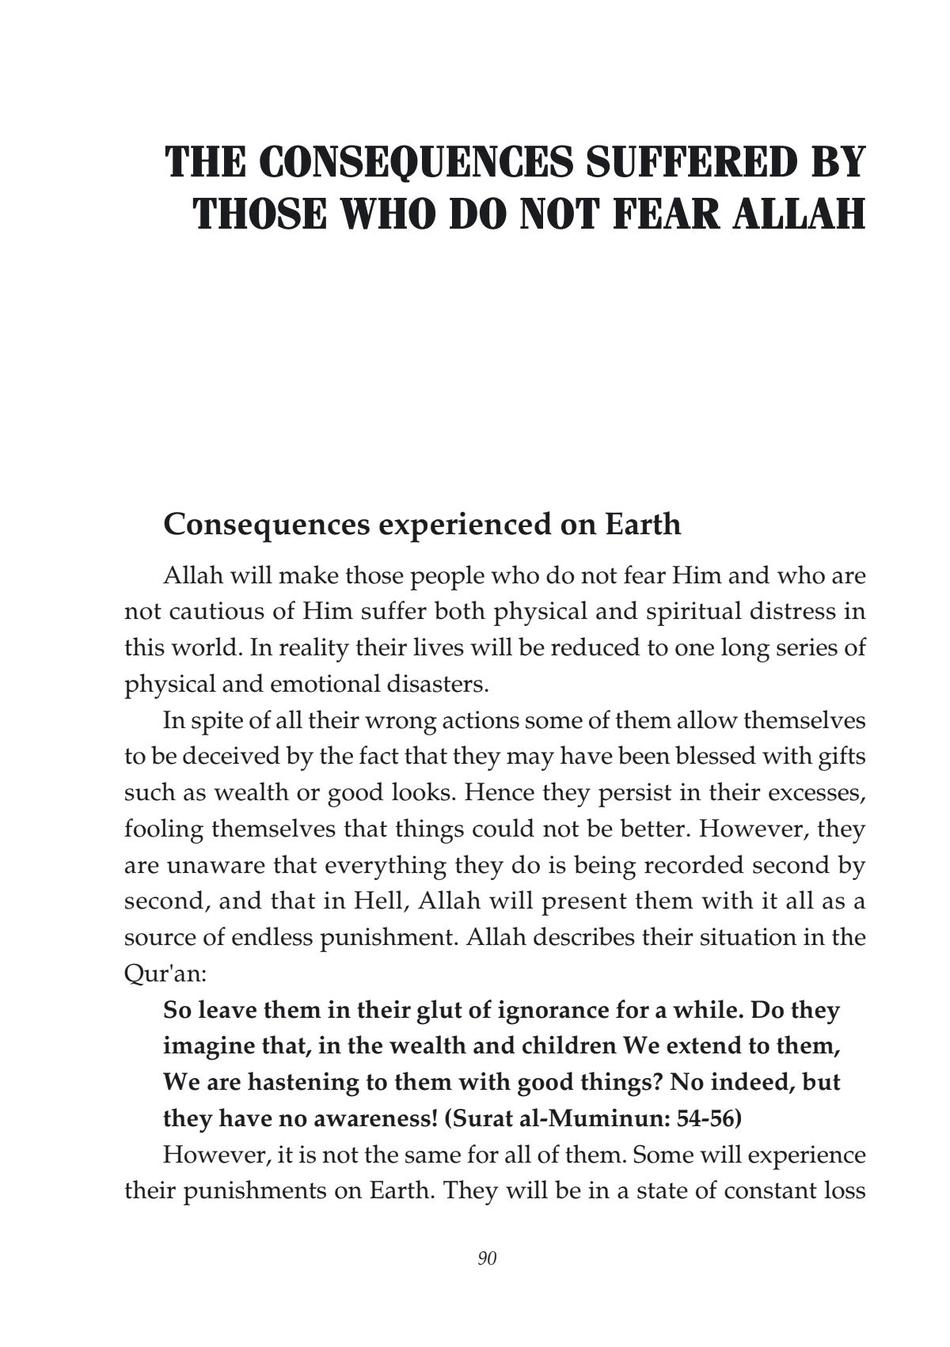 THE CONSEQUENCES SUFFERED BY
THOSE WHO DO NOT FEAR ALLAH
Consequences experienced on Earth
Allah will make those people who do not fear Him and who are
not cautious of Him suffer both physical and spiritual distress in
this world. In reality their lives will be reduced to one long series of
physical and emotional disasters.
In spite of all their wrong actions some of them allow themselves
to be deceived by the fact that they may have been blessed with gifts
such as wealth or good looks. Hence they persist in their excesses,
fooling themselves that things could not be better. However, they
are unaware that everything they do is being recorded second by
second, and that in Hell, Allah will present them with it all as a
source of endless punishment. Allah describes their situation in the
Qur'an:
So leave them in their glut of ignorance for a while. Do they
imagine that, in the wealth and children We extend to them,
We are hastening to them with good things? No indeed, but
they have no awareness! (Surat al-Muminun: 54-56)
However, it is not the same for all of them. Some will experience
their punishments on Earth. They will be in a state of constant loss
90